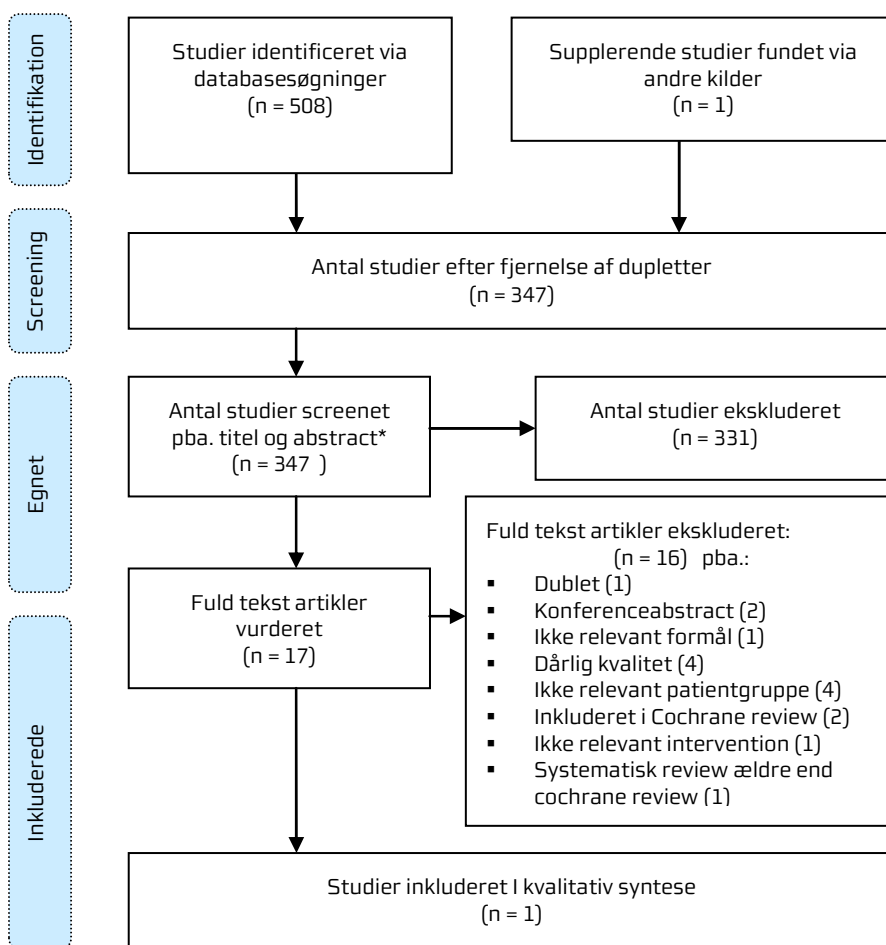 Identifikation
Studier identificeret via
databasesøgninger
(n = 508)
Supplerende studier fundet via
andre kilder
(n = 1)
Screening
Antal studier efter fjernelse af dupletter
(n = 347)
Egnet
Antal studier screenet
pba. titel og abstract*
(n = 347 )
Antal studier ekskluderet
(n = 331)
Fuld tekst artikler
vurderet
(n = 17)
Fuld tekst artikler ekskluderet:
(n = 16) pba.:
▪ Dublet (1)
▪ Konferenceabstract (2)
▪ Ikke relevant formål (1)
▪ Dårlig kvalitet (4)
▪ Ikke relevant patientgruppe (4)
▪ Inkluderet i Cochrane review (2)
▪ Ikke relevant intervention (1)
▪ Systematisk review ældre end
cochrane review (1)
Inkluderede
Studier inkluderet I kvalitativ syntese
(n = 1)